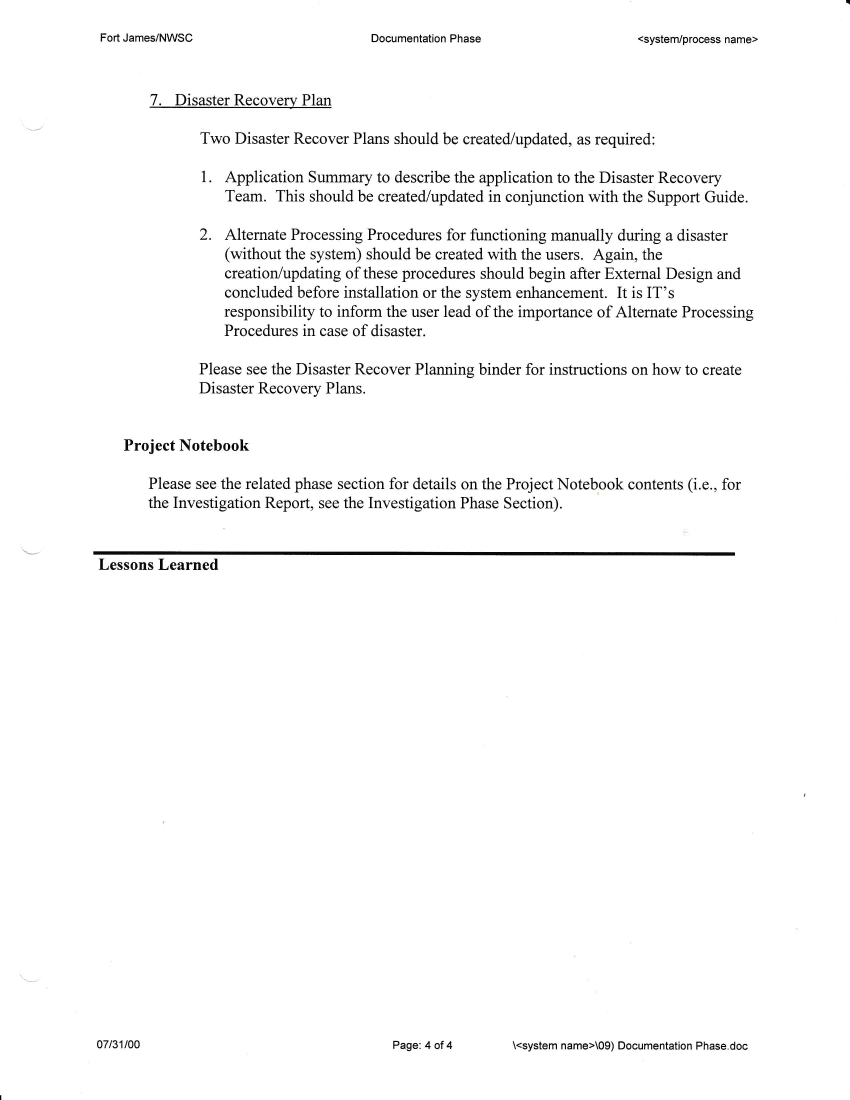 Fort James/NWSC Documentation Phase <system/process name>
7. Disaster Recovery Plan
Two Disaster Recover Plans should be created/updated, as required:
1. Application Summary to describe the application to the Disaster Recovery
Team. This should be created/updated in conjunction with the Support Guide.
2. Alternate Processing Procedures for functioning manually during a disaster
(without the system) should be created with the users. Again, the
creation/updating of these procedures should begin after External Design and
concluded before installation or the system enhancement. It is IT's
responsibility to inform the user lead of the importance of Alternate Processing
Procedures in case of disaster.
Please see the Disaster Recover Planning binder for instructions on how to create
Disaster Recovery Plans.
Project Notebook
Please see the related phase section for details on the Project Notebook contents (i.e., for
the Investigation Report, see the Investigation Phase Section).
Lessons Learned
07/31/00 Page: 4 of 4 \<system name>\09) Documentation Phase.doc